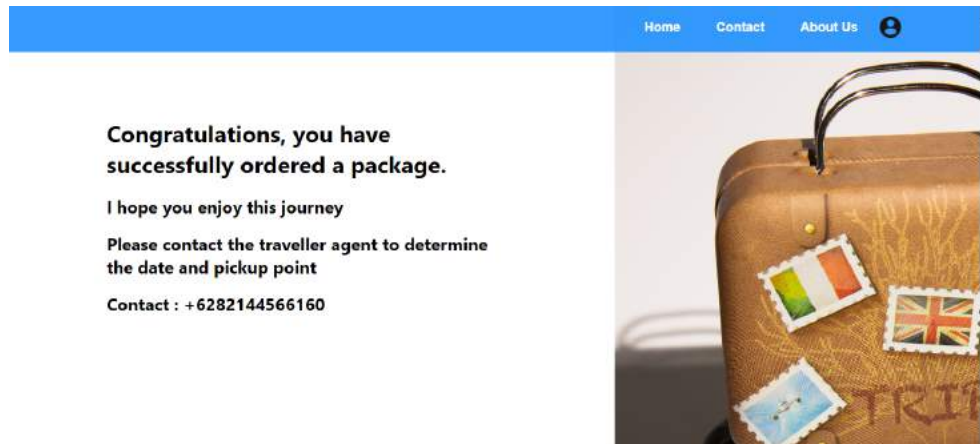 Home Contact About Us
Congratulations, you have
successfully ordered a package.
I hope you enjoy this journey
Please contact the traveller agent to determine
the date and pickup point
Contact : +6282144566160